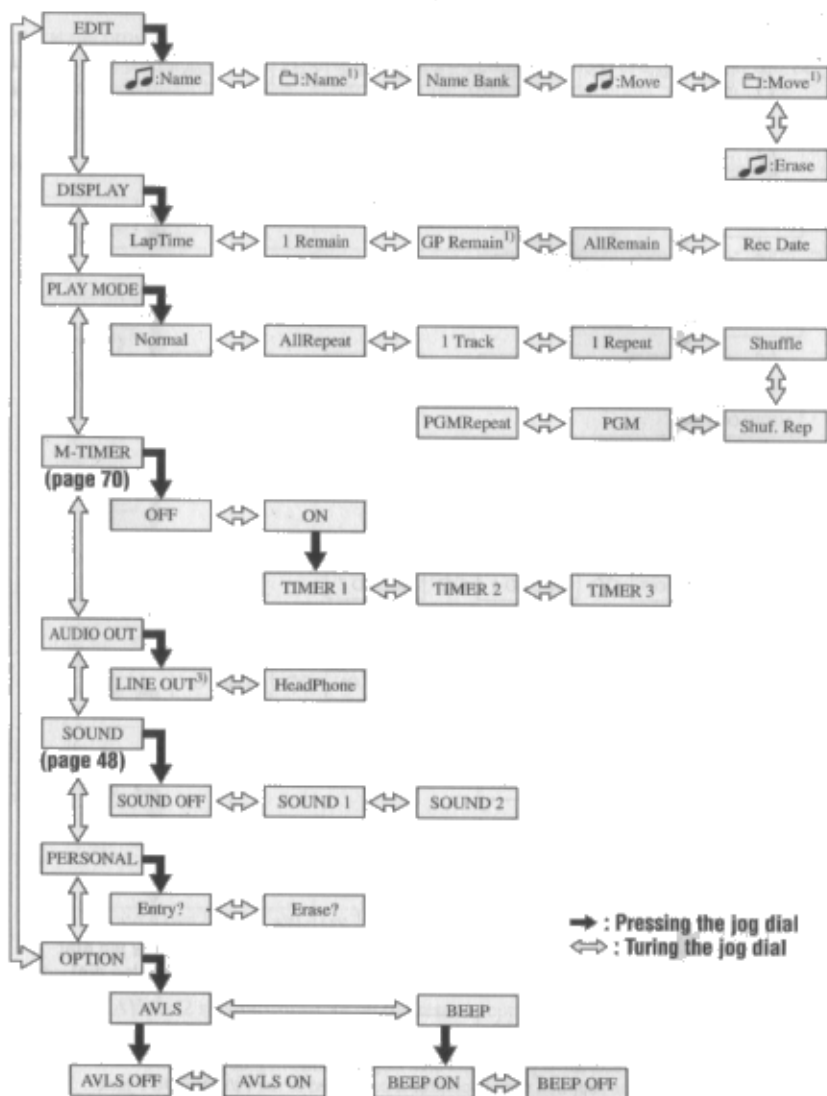 EDIT
:Name
:Name1)
Name Bank
:Move
:Move1)
:Erase
DISPLAY
LapTime
1 Remain
GP Remain1)
AllRemain
Rec Date
PLAY MODE
Normal
AllRepeat
1 Track
1 Repeat
Shuffle
PGMRepeat
PGM
Shuf. Rep
M-TIMER
(page 70)
OFF
ON
TIMER 1
TIMER 2
TIMER 3
AUDIO OUT
LINE OUT3)
HeadPhone
SOUND
(page 48)
SOUND OFF
SOUND 1
SOUND 2
PERSONAL
Entry?
Erase?
: Pressing the jog dial
: Turing the jog dial
OPTION
AVLS
BEEP
AVLS OFF
AVLS ON
BEEP ON
BEEP OFF